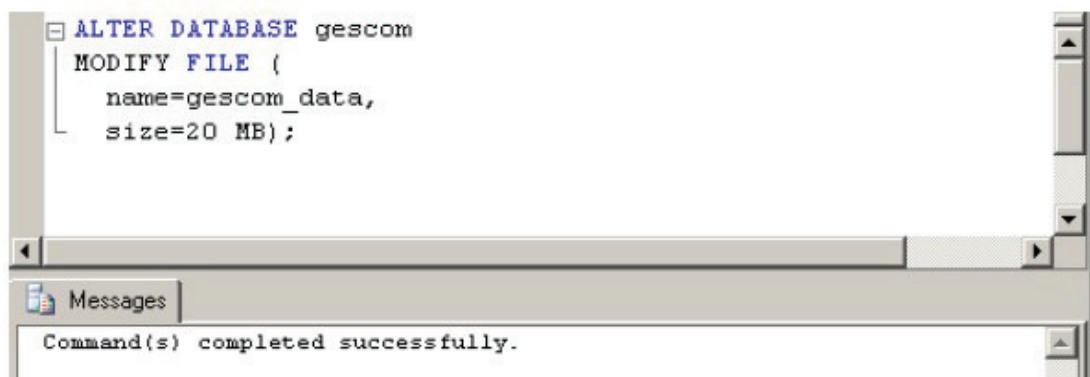 ALTER DATABASE gescom
MODIFY FILE (
name=gescom_data,
size=20 MB);
Messages
Command(s) completed successfully.